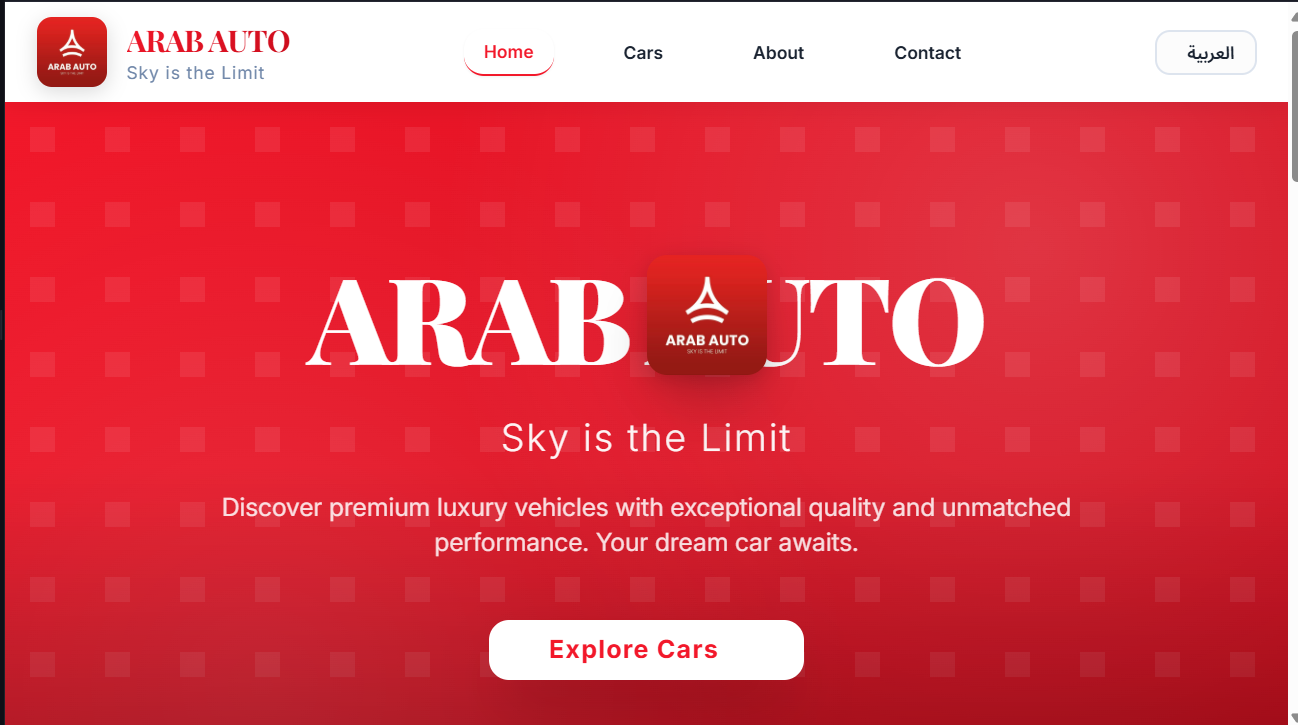 ARAB AUTO
SKY IS THE LIMIT
ARAB AUTO
Sky is the Limit
Home
Cars
About
Contact
العربية
ARAB UTO
ARAB AUTO
SKY IS THE LIMIT
Sky is the Limit
Discover premium luxury vehicles with exceptional quality and unmatched
performance. Your dream car awaits.
Explore Cars